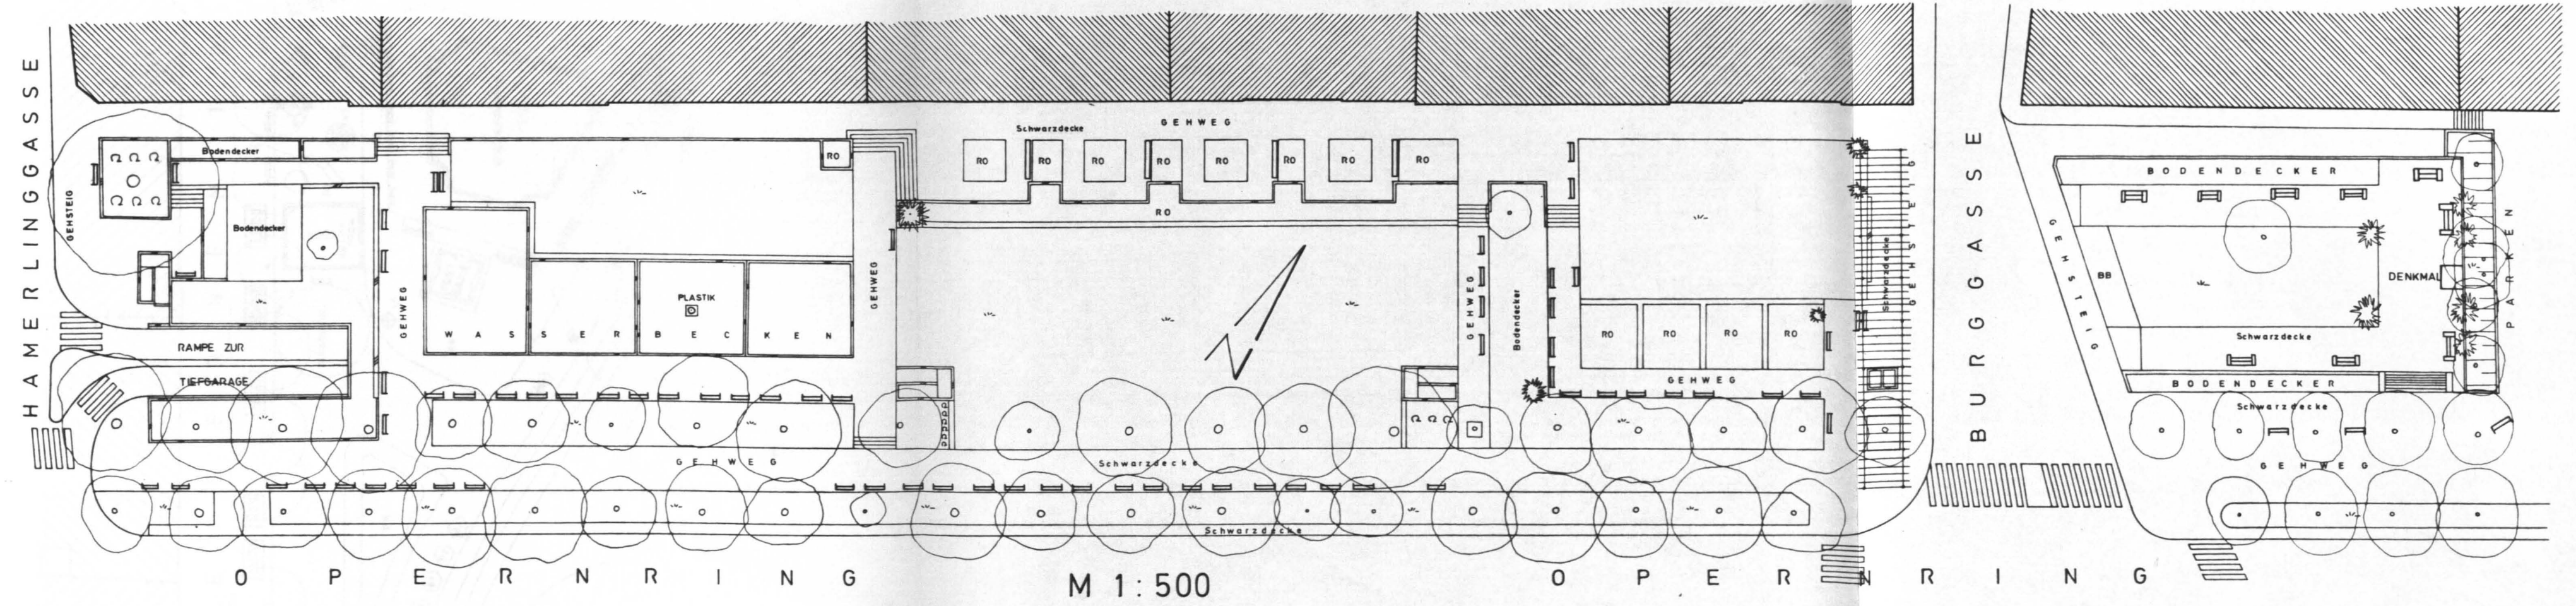 HAMERLINGGASSE
GEHSTEIG
Bodendecker
Bodendecker
RAMPE ZUR
TIEFGARAGE
GEHWEG
WASSERBECKEN
PLASTIK
RO
GEHWEG
Schwarzdecke
GEHWEG
RO
RO
RO
RO
RO
RO
RO
RO
RO
GEHWEG
Bodendecker
RO
RO
RO
RO
GEHWEG
GEHSTEIG
Schwarzdecke
GEHWEG
Schwarzdecke
Schwarzdecke
BURGGASSE
GEHSTEIG
BB
BODENDECKER
DENKMAL
PARKEN
Schwarzdecke
BODENDECKER
Schwarzdecke
GEHWEG
OPERNRING
M 1:500
OPERNRING